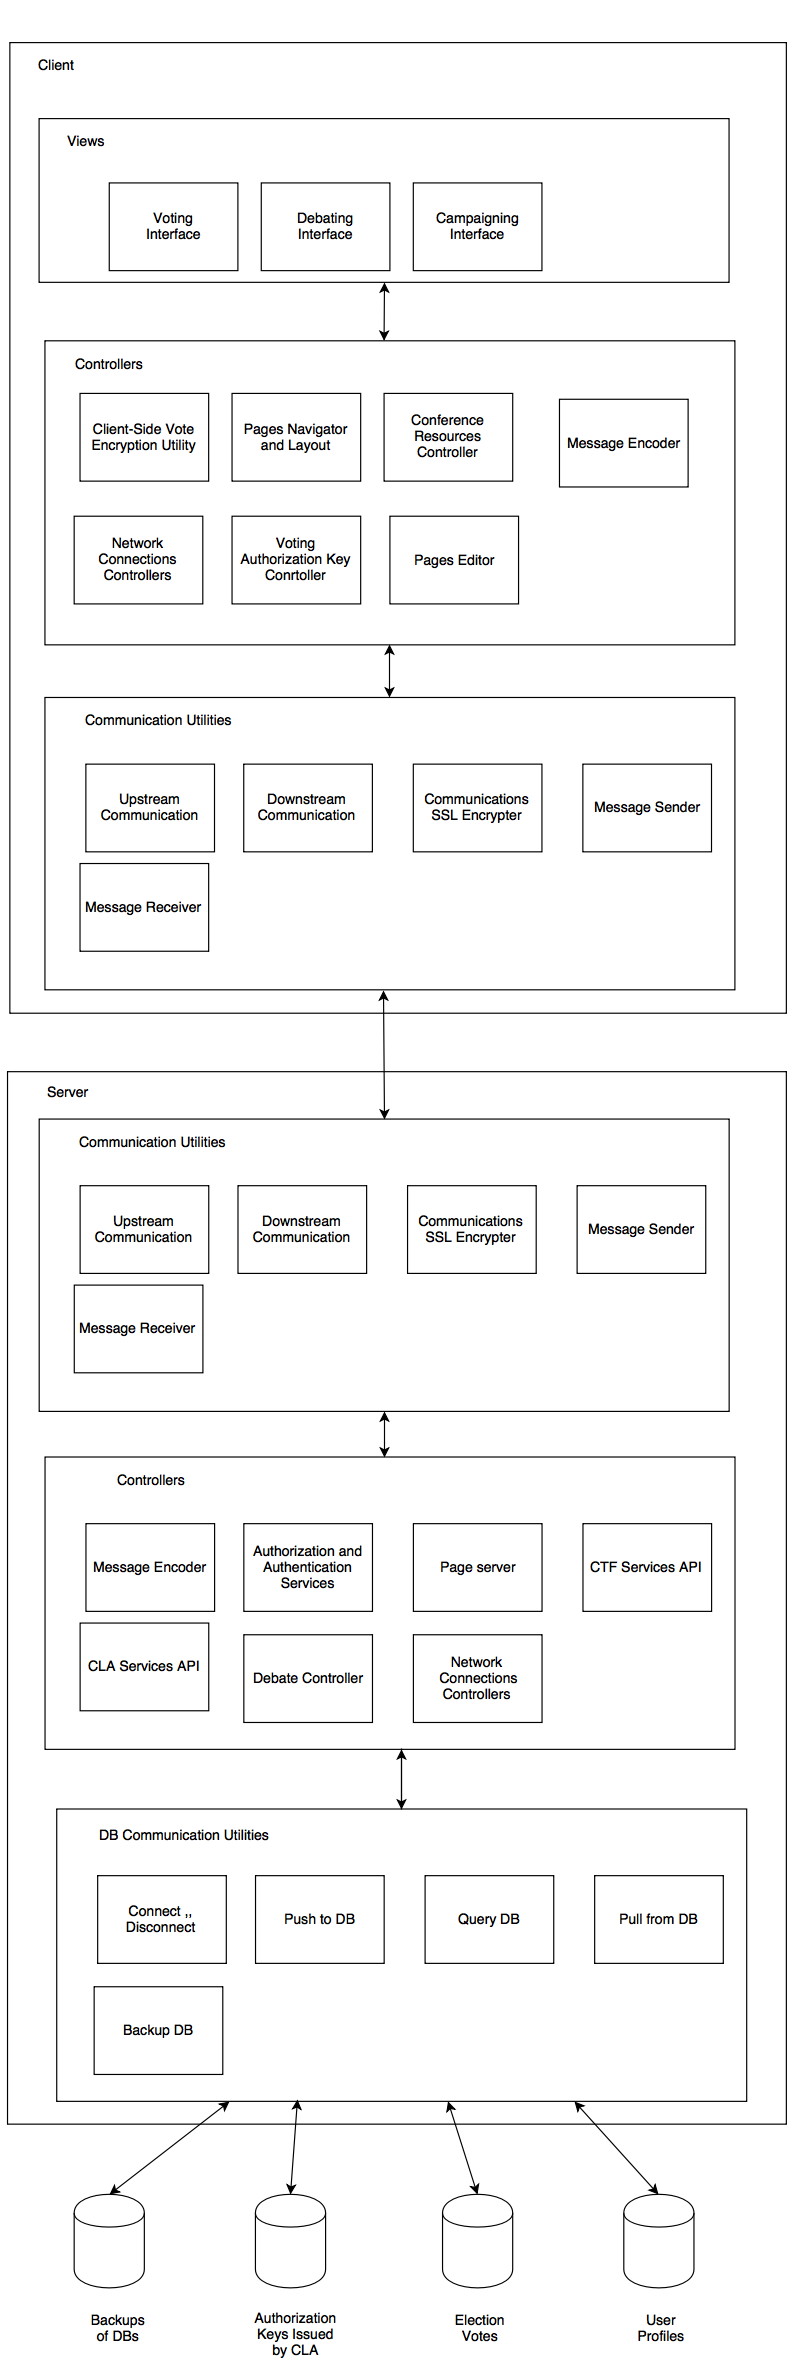 Client
Views
Voting
Interface
Debating
Interface
Campaigning
Interface
Controllers
Client-Side Vote
Encryption Utility
Pages Navigator
and Layout
Conference
Resources
Controller
Message Encoder
Network
Connections
Controllers
Voting
Authorization Key
Conrtoller
Pages Editor
Communication Utilities
Upstream
Communication
Downstream
Communication
Communications
SSL Encrypter
Message Sender
Message Receiver
Server
Communication Utilities
Upstream
Communication
Downstream
Communication
Communications
SSL Encrypter
Message Sender
Message Receiver
Controllers
Message Encoder
Authorization and
Authentication
Services
Page server
CTF Services API
CLA Services API
Debate Controller
Network
Connections
Controllers
DB Communication Utilities
Connect ,,
Disconnect
Push to DB
Query DB
Pull from DB
Backup DB
Backups
of DBs
Authorization
Keys Issued
by CLA
Election
Votes
User
Profiles